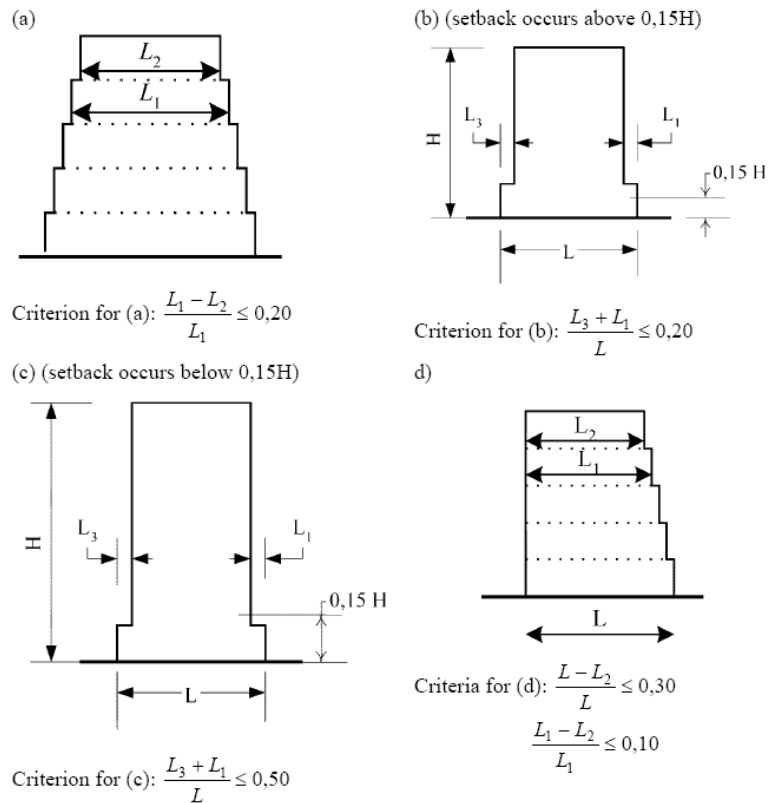 (a)
L₂
L₁
Criterion for (a): (L₁ − L₂)/L₁ ≤ 0,20
(b) (setback occurs above 0,15H)
H
L₃
L₁
0,15 H
L
Criterion for (b): (L₃ + L₁)/L ≤ 0,20
(c) (setback occurs below 0,15H)
H
L₃
L₁
0,15 H
L
Criterion for (c): (L₃ + L₁)/L ≤ 0,50
d)
L₂
L₁
L
Criteria for (d): (L − L₂)/L ≤ 0,30
(L₁ − L₂)/L₁ ≤ 0,10